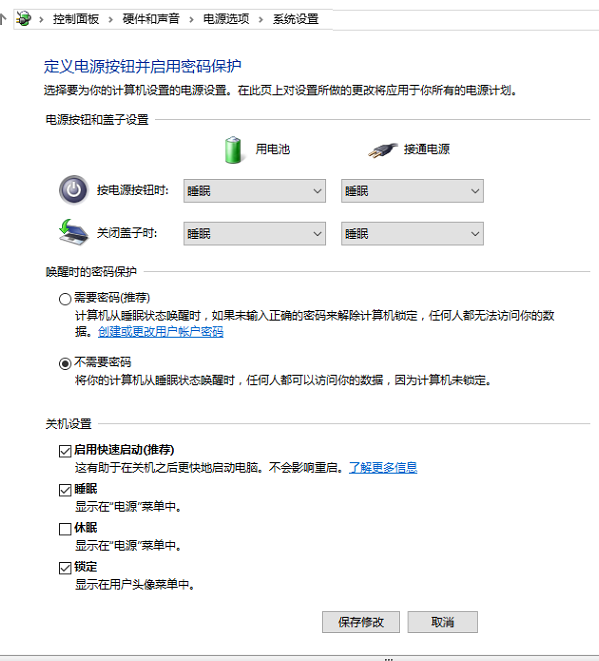 控制面板 > 硬件和声音 > 电源选项 > 系统设置
定义电源按钮并启用密码保护
选择要为你的计算机设置的电源设置。在此页上对设置所做的更改将应用于你所有的电源计划。
电源按钮和盖子设置
用电池 接通电源
按电源按钮时: 睡眠 睡眠
关闭盖子时: 睡眠 睡眠
唤醒时的密码保护
需要密码(推荐)
计算机从睡眠状态唤醒时，如果未输入正确的密码来解除计算机锁定，任何人都无法访问你的数
据。创建或更改用户帐户密码
不需要密码
将你的计算机从睡眠状态唤醒时，任何人都可以访问你的数据，因为计算机未锁定。
关机设置
启用快速启动(推荐)
这有助于在关机之后更快地启动电脑。不会影响重启。了解更多信息
睡眠
显示在"电源"菜单中。
休眠
显示在"电源"菜单中。
锁定
显示在用户头像菜单中。
保存修改 取消